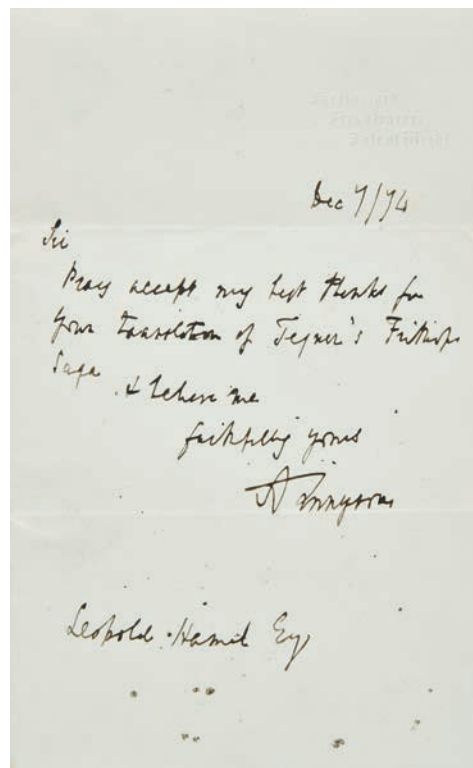 Dec 7/74
Sir
Pray accept my best thanks for
your translation of Tegner's Frithiofs
Saga
& believe me
faithfully yours
A Tennyson
Leopold Hamel Esq